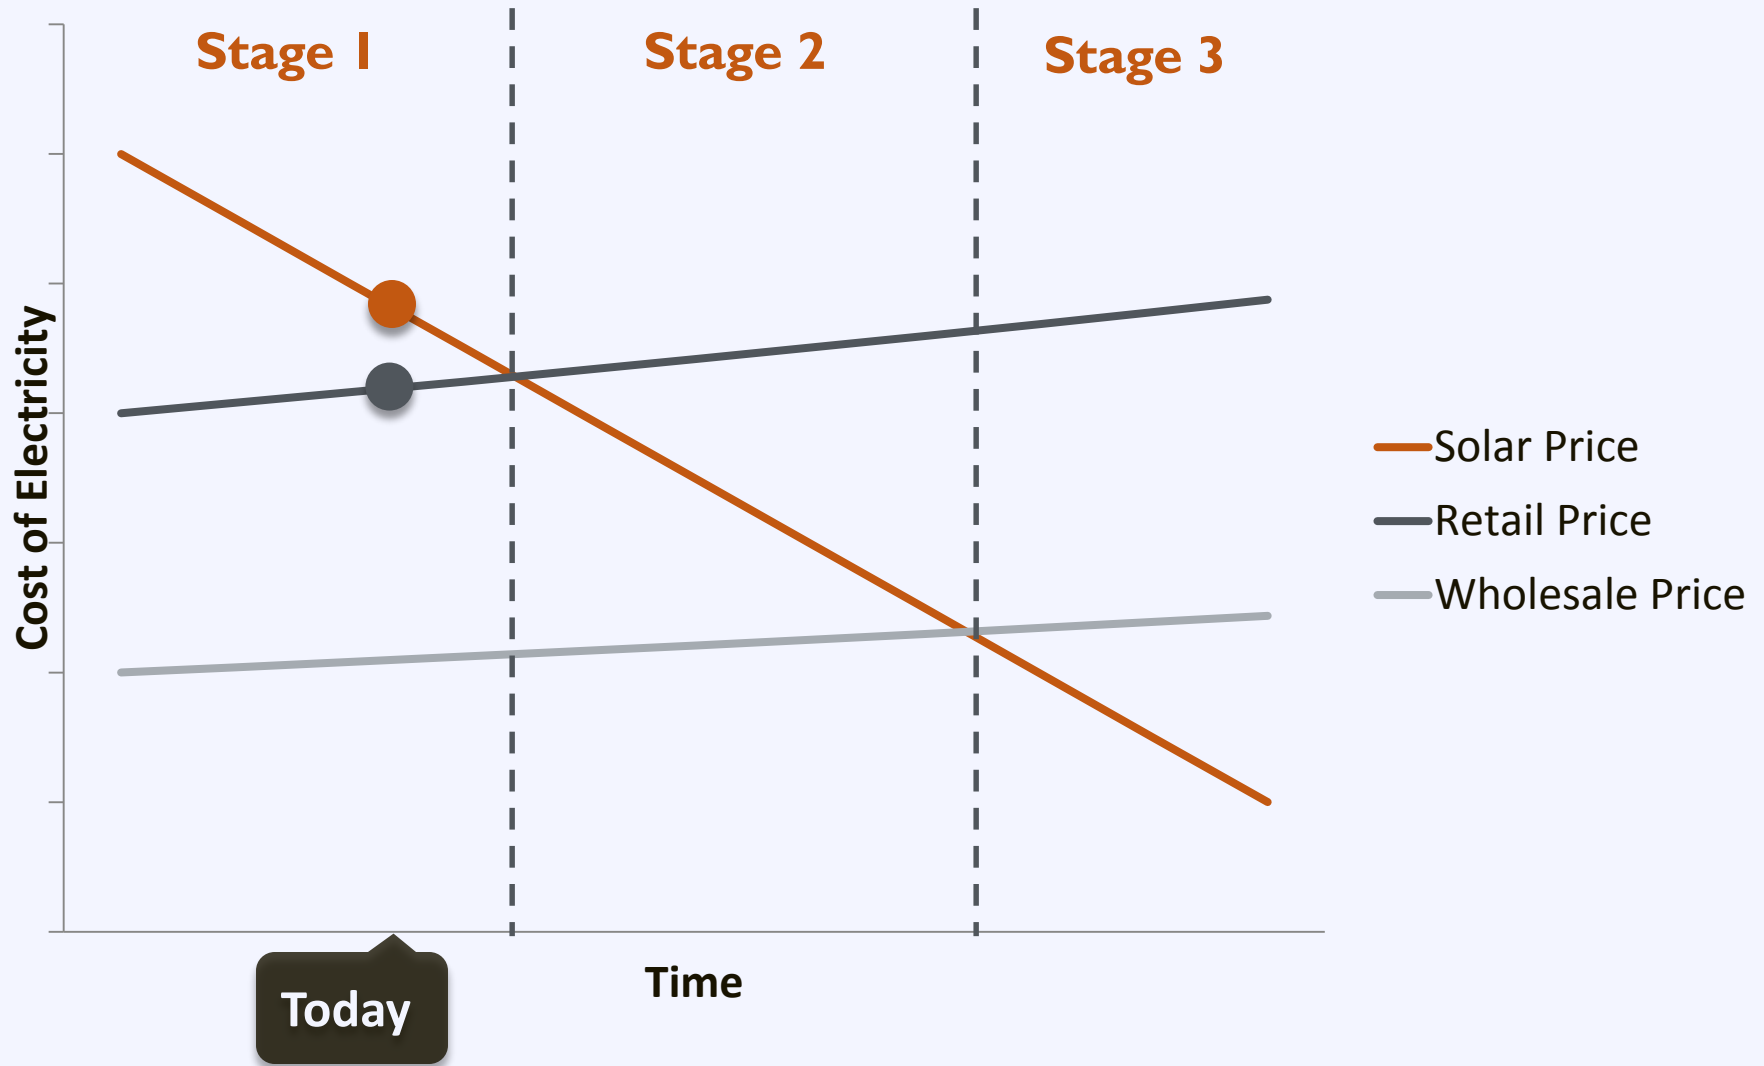 Stage 1
Stage 2
Stage 3
Cost of Electricity
Solar Price
Retail Price
Wholesale Price
Time
Today